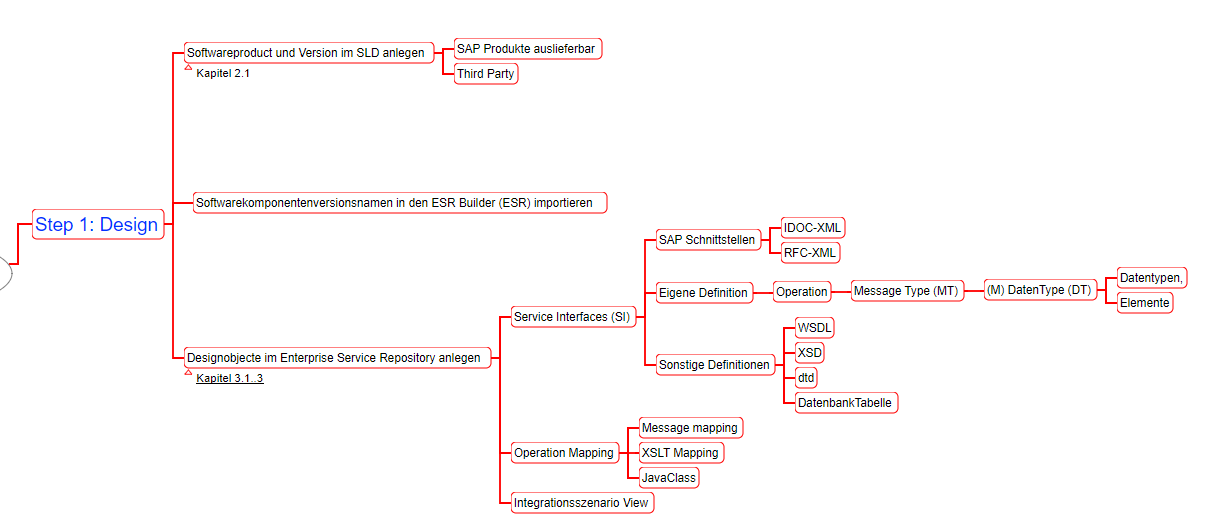 Softwareproduct und Version im SLD anlegen
Kapitel 2.1
SAP Produkte auslieferbar
Third Party
Step 1: Design
Softwarekomponentenversionsnamen in den ESR Builder (ESR) importieren
Designobjecte im Enterprise Service Repository anlegen
Kapitel 3.1..3
Service Interfaces (SI)
SAP Schnittstellen
IDOC-XML
RFC-XML
Eigene Definition
Operation
Message Type (MT)
(M) DatenType (DT)
Datentypen,
Elemente
Sonstige Definitionen
WSDL
XSD
dtd
DatenbankTabelle
Operation Mapping
Message mapping
XSLT Mapping
JavaClass
Integrationsszenario View